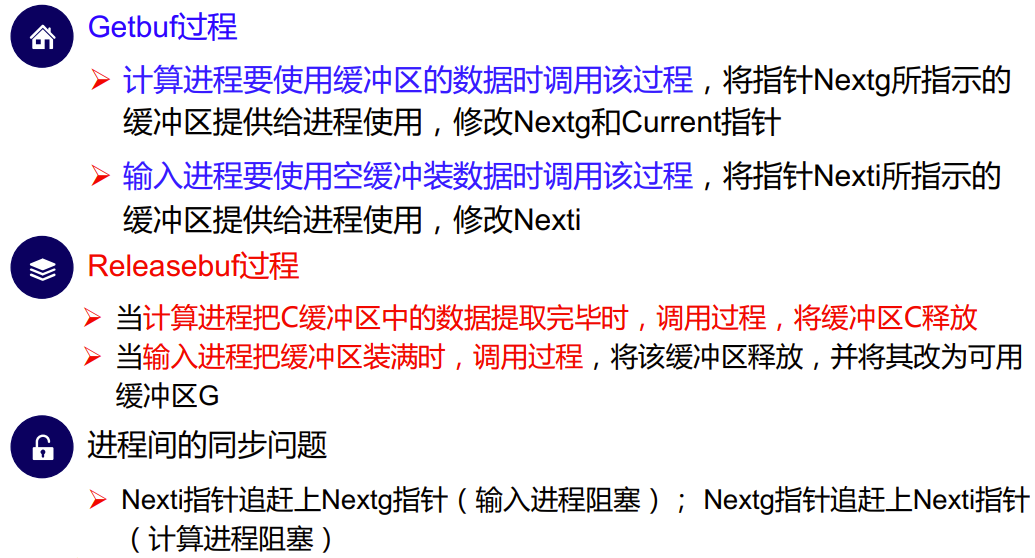 Getbuf过程
计算进程要使用缓冲区的数据时调用该过程，将指针Nextg所指示的
缓冲区提供给进程使用，修改Nextg和Current指针
输入进程要使用空缓冲装数据时调用该过程，将指针Nexti所指示的
缓冲区提供给进程使用，修改Nexti
Releasebuf过程
当计算进程把C缓冲区中的数据提取完毕时，调用过程，将缓冲区C释放
当输入进程把缓冲区装满时，调用过程，将该缓冲区释放，并将其改为可用
缓冲区G
进程间的同步问题
Nexti指针追赶上Nextg指针（输入进程阻塞）； Nextg指针追赶上Nexti指针
（计算进程阻塞）